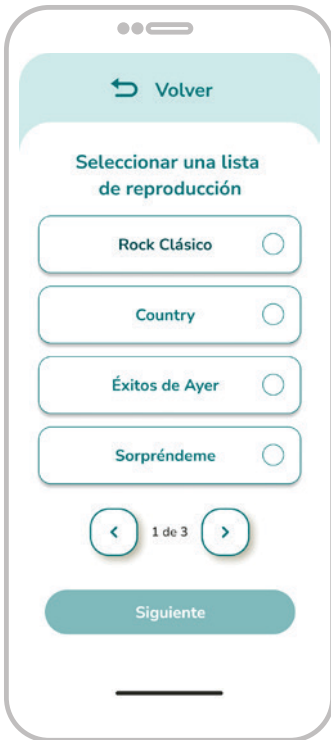 Volver
Seleccionar una lista
de reproducción
Rock Clásico
Country
Éxitos de Ayer
Sorpréndeme
1 de 3
Siguiente